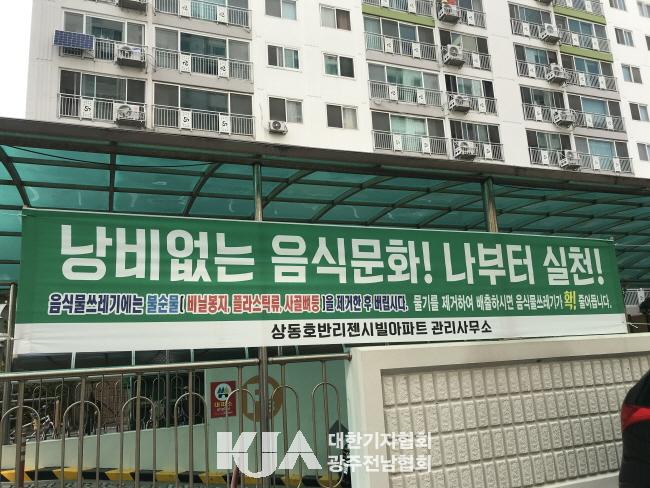 낭비없는 음식문화! 나부터 실천!
음식물쓰레기에는 불순물( 비닐봉지, 플라스틱류, 사골뼈등 )을 제거한 후 버립시다. 물기를 제거하여 배출하시면 음식물쓰레기가 확! 줄어듭니다.
상동호반리젠시빌아파트 관리사무소
대피소
KJA 대한기자협회
광주전남협회